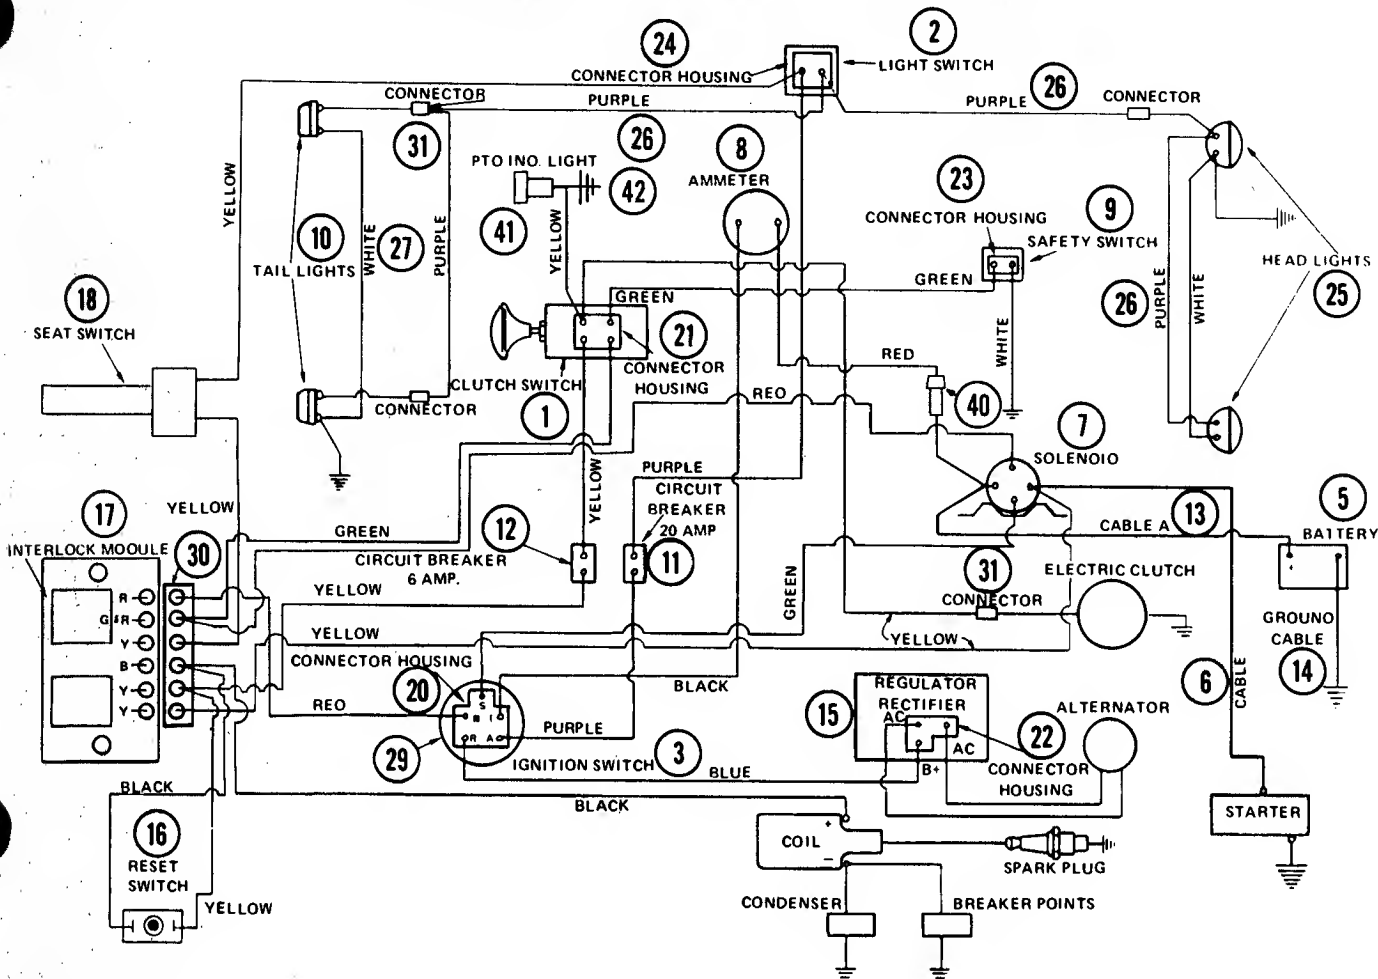 24
2
CONNECTOR HOUSING
LIGHT SWITCH
CONNECTOR
PURPLE
PURPLE
26
CONNECTOR
31
26
8
PTO INO. LIGHT
42
AMMETER
23
CONNECTOR HOUSING
9
SAFETY SWITCH
YELLOW
10
TAIL LIGHTS
WHITE
27
PURPLE
41
YELLOW
GREEN
GREEN
HEAD LIGHTS
25
26
PURPLE
WHITE
18
SEAT SWITCH
21
CONNECTOR
HOUSING
CLUTCH SWITCH
1
CONNECTOR
RED
REO
WHITE
40
7
SOLENOIO
PURPLE
CIRCUIT
BREAKER
20 AMP
11
YELLOW
YELLOW
17
INTERLOCK MOOULE
30
GREEN
CIRCUIT BREAKER
6 AMP.
12
YELLOW
CABLE A
13
5
BATTERY
+
-
31
CONNECTOR
ELECTRIC CLUTCH
GREEN
YELLOW
GROUNO
CABLE
14
R
G & R
Y
B
Y
Y
YELLOW
CONNECTOR HOUSING
20
REO
S
B
I
R
A
BLACK
PURPLE
29
IGNITION SWITCH
3
BLUE
BLACK
15
REGULATOR
RECTIFIER
AC
AC
B+
22
CONNECTOR
HOUSING
ALTERNATOR
6
CABLE
STARTER
BLACK
16
RESET
SWITCH
YELLOW
COIL
+
−
SPARK PLUG
CONDENSER
BREAKER POINTS